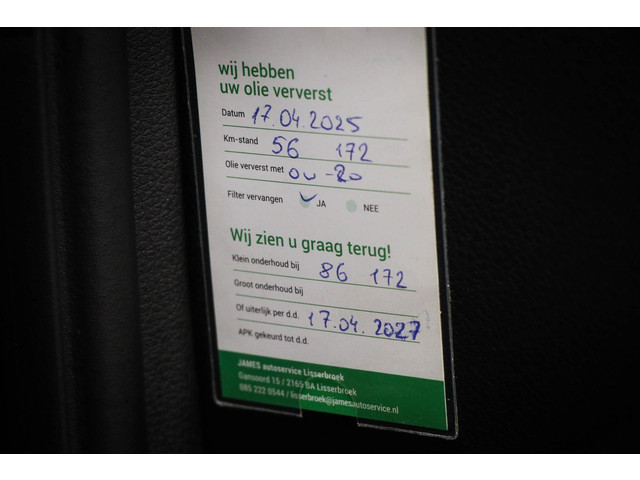 wij hebben
uw olie ververst
Datum 17.04.2025
Km-stand 56 172
Olie ververst met 0W-20
Filter vervangen JA NEE
Wij zien u graag terug!
Klein onderhoud bij 86 172
Groot onderhoud bij
Of uiterlijk per d.d. 17.04.2027
APK gekeurd tot d.d.
JAMES autoservice Lisserbroek
Gansoord 15 / 2165 BA Lisserbroek
085 222 0544 / lisserbroek@jamesautoservice.nl